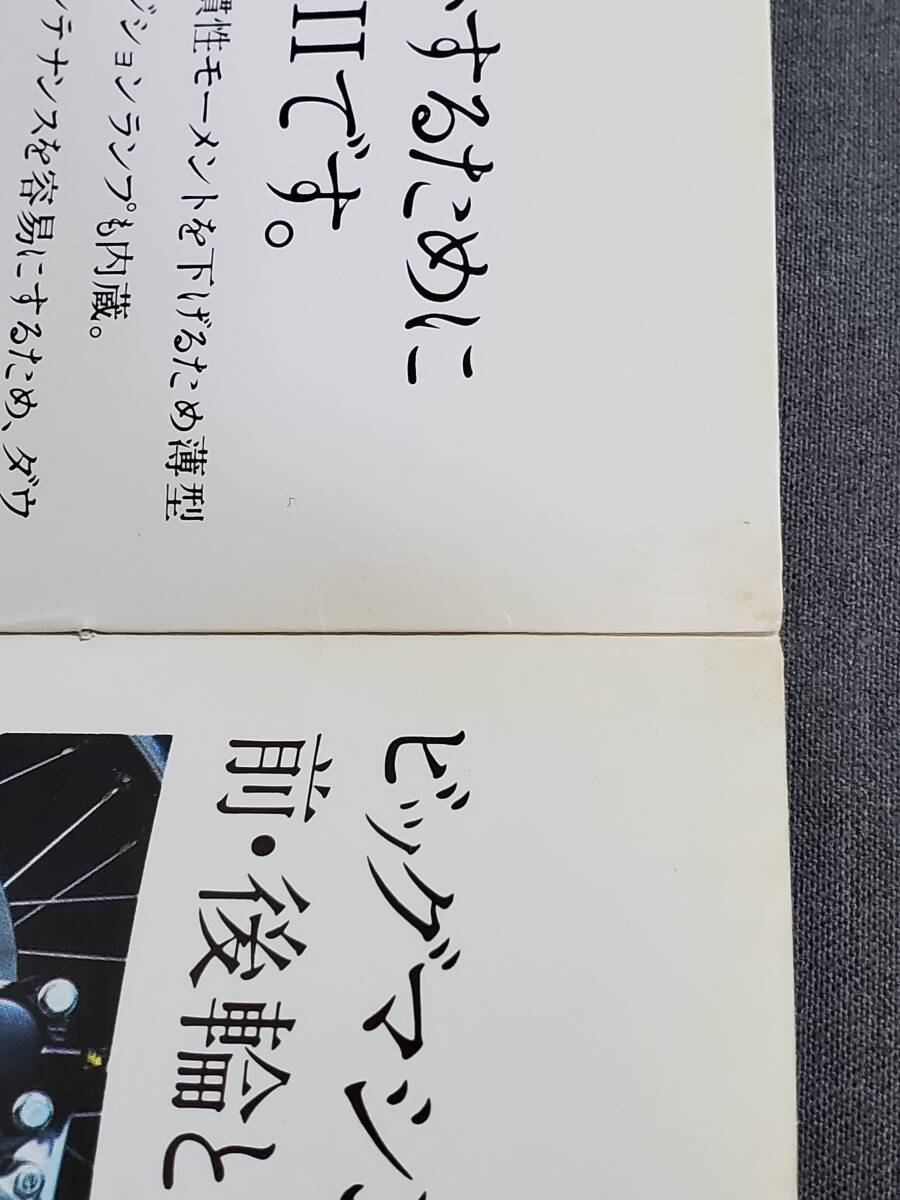 するために
IIです。
慣性モーメントを下げるため薄型
ジションランプも内蔵。
ンテナンスを容易にするため、ダウ
ビッグマシ
前・後輪と